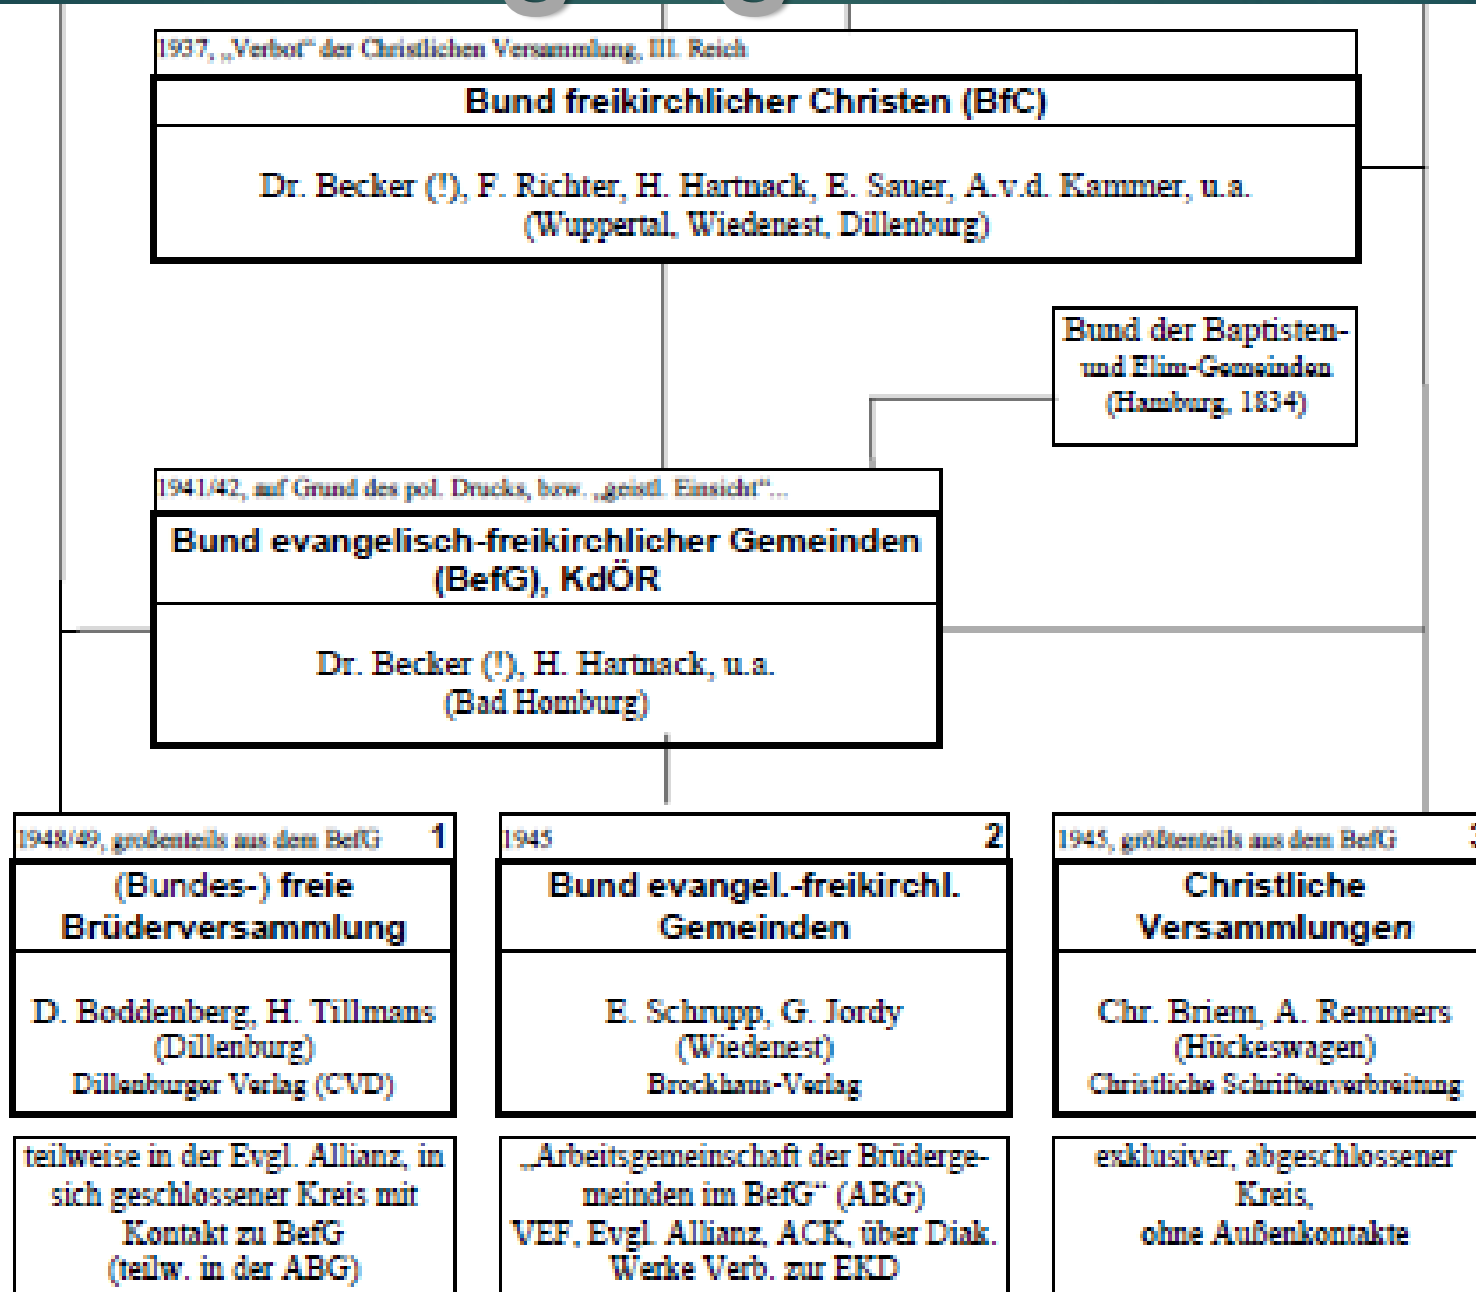 1937, „Verbot“ der Christlichen Versammlung, III. Reich
Bund freikirchlicher Christen (BfC)
Dr. Becker (!), F. Richter, H. Hartnack, E. Sauer, A.v.d. Kammer, u.a.
(Wuppertal, Wiedenest, Dillenburg)
Bund der Baptisten-
und Elim-Gemeinden
(Hamburg, 1834)
1941/42, auf Grund des pol. Drucks, bzw. „geistl. Einsicht“...
Bund evangelisch-freikirchlicher Gemeinden
(BefG), KdÖR
Dr. Becker (!), H. Hartnack, u.a.
(Bad Homburg)
1948/49, großenteils aus dem BefG 1
(Bundes-) freie
Brüderversammlung
D. Boddenberg, H. Tillmans
(Dillenburg)
Dillenburger Verlag (CVD)
teilweise in der Evgl. Allianz, in
sich geschlossener Kreis mit
Kontakt zu BefG
(teilw. in der ABG)
1945 2
Bund evangel.-freikirchl.
Gemeinden
E. Schrupp, G. Jordy
(Wiedenest)
Brockhaus-Verlag
„Arbeitsgemeinschaft der Brüderge-
meinden im BefG“ (ABG)
VEF, Evgl. Allianz, ACK, über Diak.
Werke Verb. zur EKD
1945, größtenteils aus dem BefG
Christliche
Versammlungen
Chr. Briem, A. Remmers
(Hückeswagen)
Christliche Schriftenverbreitung
exklusiver, abgeschlossener
Kreis,
ohne Außenkontakte